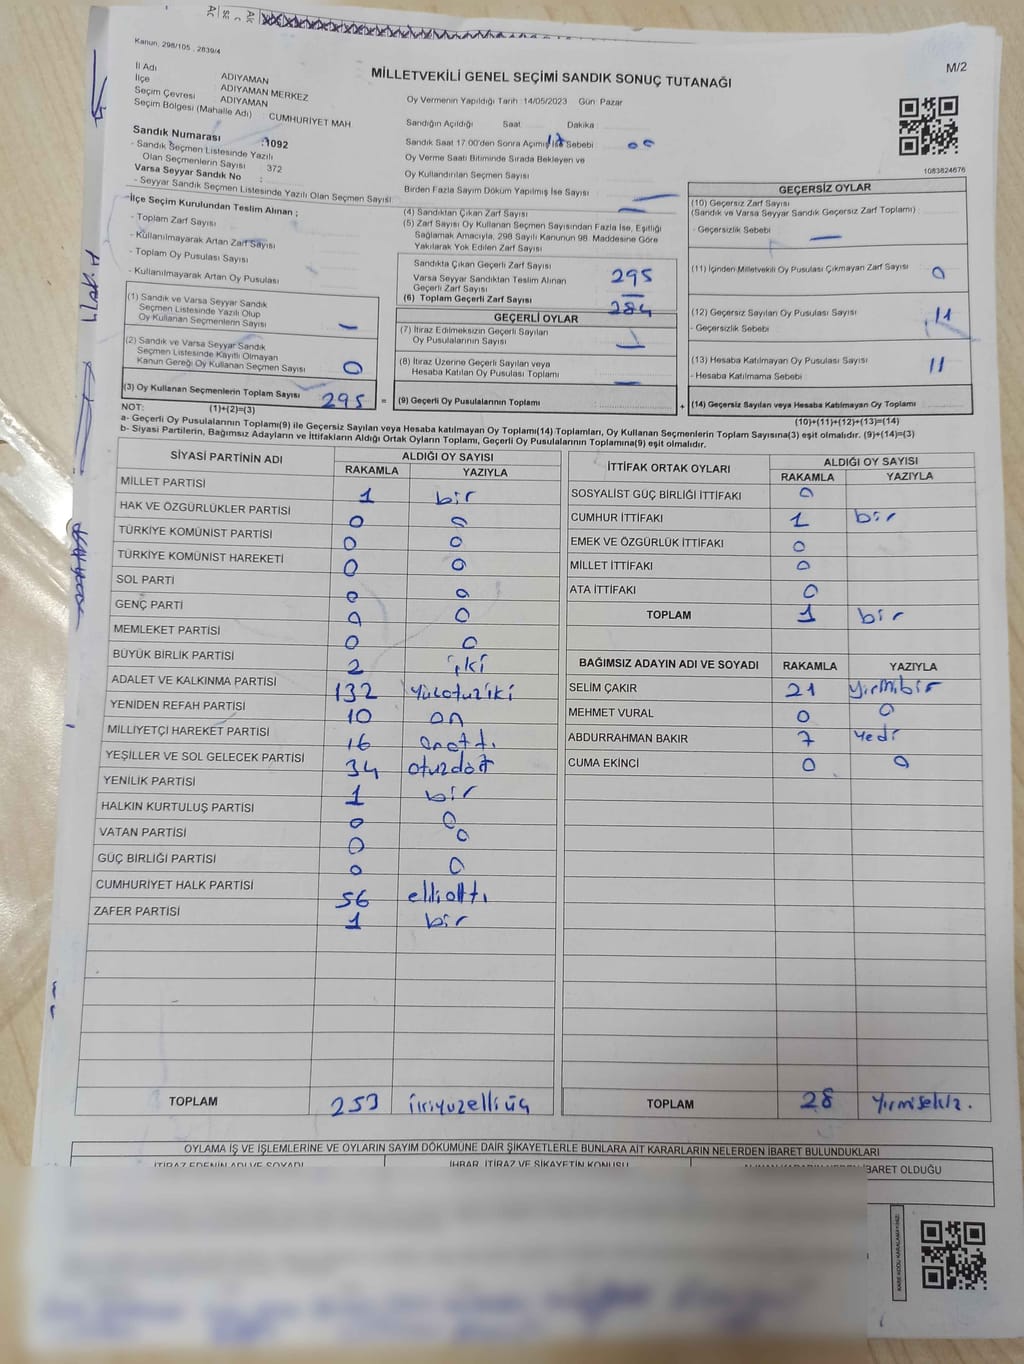 Kanun, 298/105 , 2839/4
M/2
MİLLETVEKİLİ GENEL SEÇİMİ SANDIK SONUÇ TUTANAĞI
İl Adı ADIYAMAN
İlçe ADIYAMAN MERKEZ
Seçim Çevresi ADIYAMAN
Seçim Bölgesi (Mahalle Adı) CUMHURİYET MAH.
Sandık Numarası :1092
- Sandık Seçmen Listesinde Yazılı
Olan Seçmenlerin Sayısı 372
Varsa Seyyar Sandık No :
- Seyyar Sandık Seçmen Listesinde Yazılı Olan Seçmen Sayısı
Oy Vermenin Yapıldığı Tarih :14/05/2023 Gün: Pazar
Sandığın Açıldığı Saat Dakika
Sandık Saat 17.00'den Sonra Açılmış İse Sebebi
Oy Verme Saati Bitiminde Sırada Bekleyen ve
Oy Kullandırılan Seçmen Sayısı
Birden Fazla Sayım Döküm Yapılmış İse Sayısı
1083824676
İlçe Seçim Kurulundan Teslim Alınan ;
- Toplam Zarf Sayısı
- Kullanılmayarak Artan Zarf Sayısı
- Toplam Oy Pusulası Sayısı
- Kullanılmayarak Artan Oy Pusulası
(1) Sandık ve Varsa Seyyar Sandık
Seçmen Listesinde Yazılı Olup
Oy Kullanan Seçmenlerin Sayısı —
(2) Sandık ve Varsa Seyyar Sandık
Seçmen Listesinde Kayıtlı Olmayan
Kanun Gereği Oy Kullanan Seçmen Sayısı 0
(3) Oy Kullanan Seçmenlerin Toplam Sayısı 295 =
(4) Sandıktan Çıkan Zarf Sayısı —
(5) Zarf Sayısı Oy Kullanan Seçmen Sayısından Fazla İse, Eşitliği
Sağlamak Amacıyla, 298 Sayılı Kanunun 98. Maddesine Göre
Yakılarak Yok Edilen Zarf Sayısı
Sandıkta Çıkan Geçerli Zarf Sayısı 295
Varsa Seyyar Sandıktan Teslim Alınan
Geçerli Zarf Sayısı —
(6) Toplam Geçerli Zarf Sayısı 284
GEÇERLİ OYLAR
(7) İtiraz Edilmeksizin Geçerli Sayılan
Oy Pusulalarının Sayısı
(8) İtiraz Üzerine Geçerli Sayılan veya
Hesaba Katılan Oy Pusulası Toplamı —
(9) Geçerli Oy Pusulalarının Toplamı +
GEÇERSİZ OYLAR
(10) Geçersiz Zarf Sayısı
(Sandık ve Varsa Seyyar Sandık Geçersiz Zarf Toplamı)
- Geçersizlik Sebebi —
(11) İçinden Milletvekili Oy Pusulası Çıkmayan Zarf Sayısı 0
(12) Geçersiz Sayılan Oy Pusulası Sayısı 11
- Geçersizlik Sebebi
(13) Hesaba Katılmayan Oy Pusulası Sayısı 11
- Hesaba Katılmama Sebebi
(14) Geçersiz Sayılan veya Hesaba Katılmayan Oy Toplamı
NOT: (1)+(2)=(3) (10)+(11)+(12)+(13)=(14)
a- Geçerli Oy Pusulalarının Toplamı(9) ile Geçersiz Sayılan veya Hesaba katılmayan Oy Toplamı(14) Toplamları, Oy Kullanan Seçmenlerin Toplam Sayısına(3) eşit olmalıdır. (9)+(14)=(3)
b- Siyasi Partilerin, Bağımsız Adayların ve İttifakların Aldığı Ortak Oyların Toplamı, Geçerli Oy Pusulalarının Toplamına(9) eşit olmalıdır.
SİYASİ PARTİNİN ADI ALDIĞI OY SAYISI
RAKAMLA YAZIYLA
MİLLET PARTİSİ 1 bir
HAK VE ÖZGÜRLÜKLER PARTİSİ 0 0
TÜRKİYE KOMÜNİST PARTİSİ 0 0
TÜRKİYE KOMÜNİST HAREKETİ 0 0
SOL PARTİ 0 0
GENÇ PARTİ 0 0
MEMLEKET PARTİSİ 0 0
BÜYÜK BİRLİK PARTİSİ 2 iki
ADALET VE KALKINMA PARTİSİ 132 yüzotuziki
YENİDEN REFAH PARTİSİ 10 on
MİLLİYETÇİ HAREKET PARTİSİ 16 onaltı
YEŞİLLER VE SOL GELECEK PARTİSİ 34 otuzdört
YENİLİK PARTİSİ 1 bir
HALKIN KURTULUŞ PARTİSİ 0 0
VATAN PARTİSİ 0 0
GÜÇ BİRLİĞİ PARTİSİ 0 0
CUMHURİYET HALK PARTİSİ 56 ellialtı
ZAFER PARTİSİ 1 bir
TOPLAM 253 ikiyüzelliüç
İTTİFAK ORTAK OYLARI ALDIĞI OY SAYISI
RAKAMLA YAZIYLA
SOSYALİST GÜÇ BİRLİĞİ İTTİFAKI 0
CUMHUR İTTİFAKI 1 bir
EMEK VE ÖZGÜRLÜK İTTİFAKI 0
MİLLET İTTİFAKI 0
ATA İTTİFAKI 0
TOPLAM 1 bir
BAĞIMSIZ ADAYIN ADI VE SOYADI RAKAMLA YAZIYLA
SELİM ÇAKIR 21 yirmibir
MEHMET VURAL 0 0
ABDURRAHMAN BAKIR 7 yedi
CUMA EKİNCİ 0 0
TOPLAM 28 yirmisekiz.
OYLAMA İŞ VE İŞLEMLERİNE VE OYLARIN SAYIM DÖKÜMÜNE DAİR ŞİKAYETLERLE BUNLARA AİT KARARLARIN NELERDEN İBARET BULUNDUKLARI
İTİRAZ EDENİN ADI VE SOYADI İHBAR, İTİRAZ VE ŞİKAYETİN KONUSU İBARET OLDUĞU